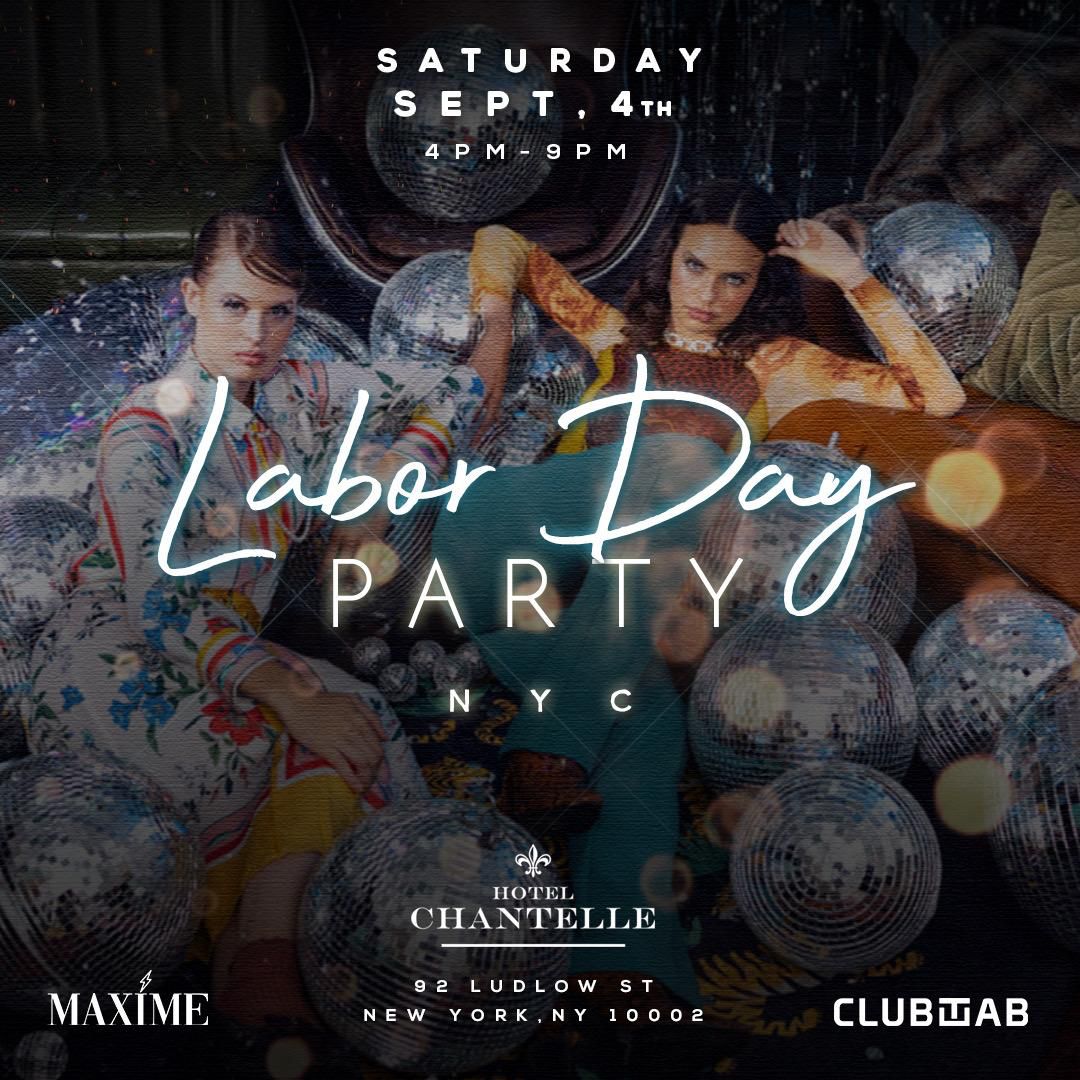 SATURDAY
SEPT, 4TH
4PM-9PM
Labor Day
PARTY
NYC
HOTEL
CHANTELLE
92 LUDLOW ST
NEW YORK,NY 10002
MAXIME
CLUBTAB